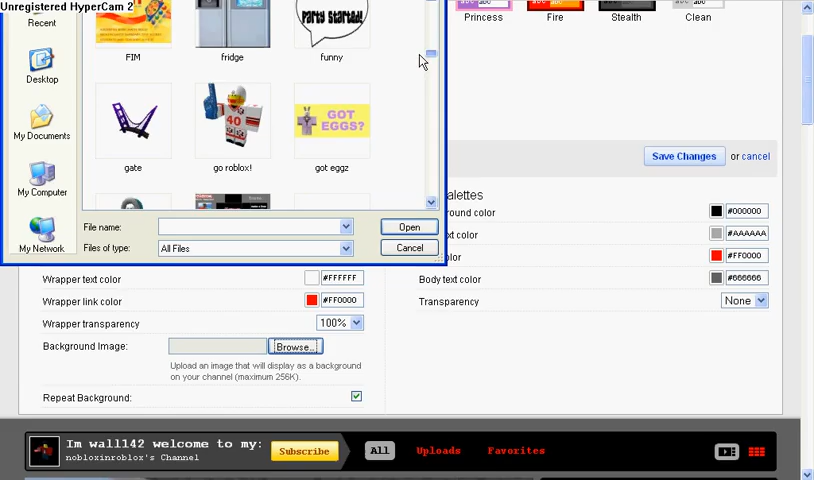 Unregistered HyperCam 2
Recent
Desktop
My Documents
My Computer
My Network
Party Started!
FIM
fridge
funny
40
GOT EGGS?
gate
go roblox!
got eggz
File name:
Open
Files of type:
All Files
Cancel
abc abc
Princess
Fire
Stealth
Clean
Save Changes or cancel
alettes
round color
#000000
xt color
#AAAAAA
olor
#FF0000
Wrapper text color
#FFFFFF
Body text color
#666666
Wrapper link color
#FF0000
Transparency
None
Wrapper transparency
100%
Background Image:
Browse...
Upload an image that will display as a background
on your channel (maximum 256K).
Repeat Background:
Im wall142 welcome to my:
nobloxinroblox's Channel
Subscribe
All
Uploads
Favorites